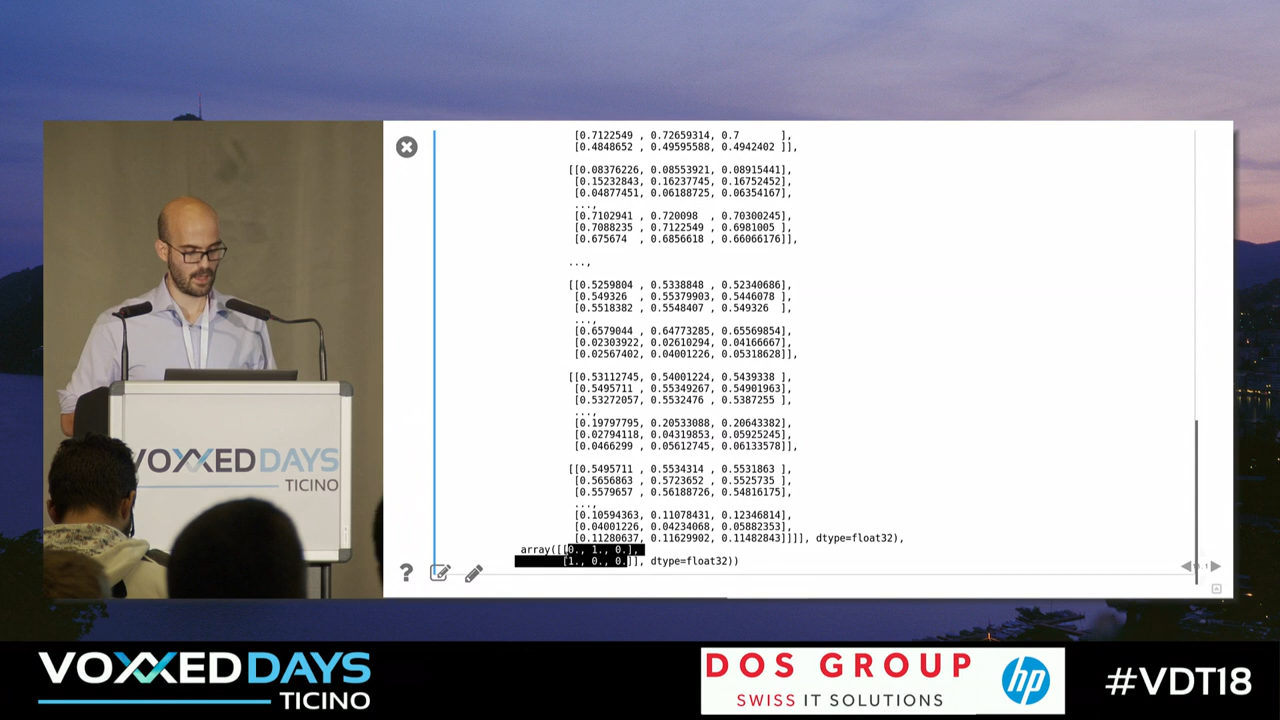 [0.7122549 , 0.72659314, 0.7       ],
[0.4848652 , 0.49595588, 0.4942402 ]],
[[0.08376226, 0.08553921, 0.08915441],
[0.15232843, 0.16237745, 0.16752452],
[0.04877451, 0.06188725, 0.06354167],
...,
[0.7102941 , 0.720098  , 0.70300245],
[0.7088235 , 0.7122549 , 0.6981005 ],
[0.675674  , 0.6856618 , 0.66066176]],
...,
[[0.5259804 , 0.5338848 , 0.52340686],
[0.549326  , 0.55379903, 0.5446078 ],
[0.5518382 , 0.5548407 , 0.549326  ],
...,
[0.6579044 , 0.64773285, 0.65569854],
[0.02303922, 0.02610294, 0.04166667],
[0.02567402, 0.04001226, 0.05318628]],
[[0.53112745, 0.54001224, 0.5439338 ],
[0.5495711 , 0.55349267, 0.54901963],
[0.53272057, 0.5532476 , 0.5387255 ],
...,
[0.19797795, 0.20533088, 0.20643382],
[0.02794118, 0.04319853, 0.05925245],
[0.0466299 , 0.05612745, 0.06133578]],
[[0.5495711 , 0.5534314 , 0.5531863 ],
[0.5656863 , 0.5723652 , 0.5525735 ],
[0.5579657 , 0.56188726, 0.54816175],
...,
[0.10594363, 0.11078431, 0.12346814],
[0.04001226, 0.04234068, 0.05882353],
[0.11280637, 0.11629902, 0.11482843]]]], dtype=float32),
array([[0., 1., 0.],
[1., 0., 0.]], dtype=float32))
?
VOXXED DAYS
TICINO
VOXXED DAYS
TICINO
DOS GROUP
SWISS IT SOLUTIONS
hp
#VDT18